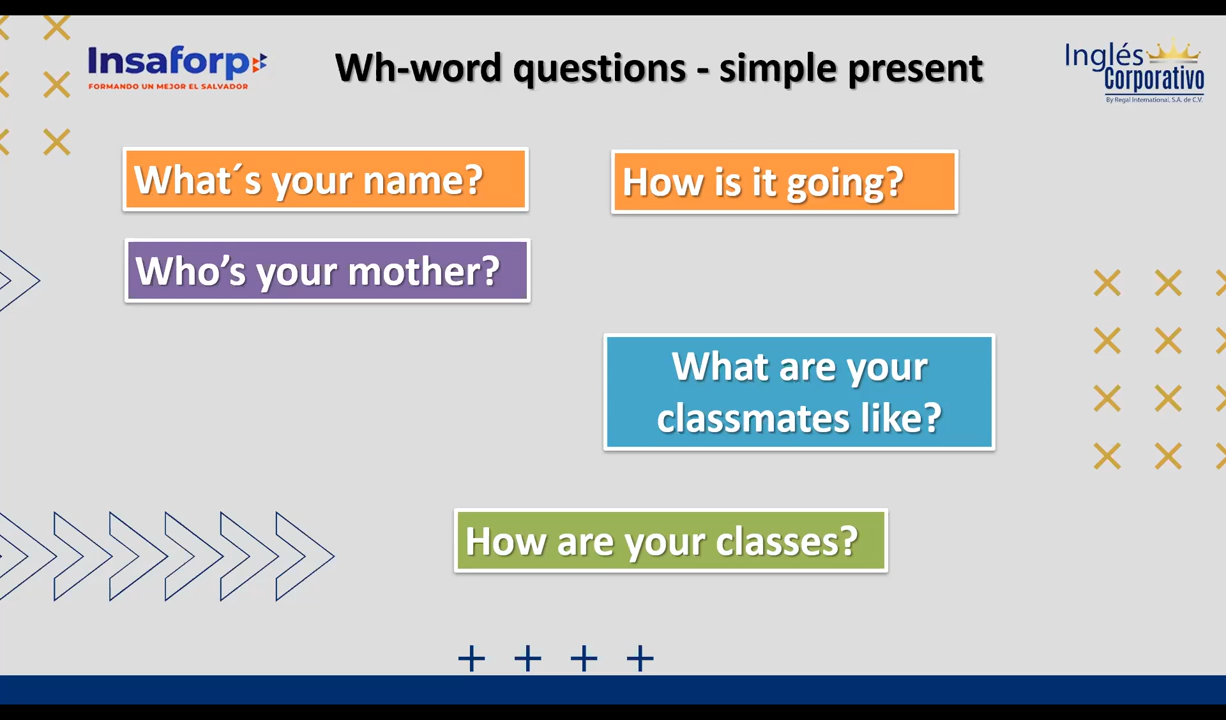 Insaforp
FORMANDO UN MEJOR EL SALVADOR
Wh-word questions - simple present
Inglés
Corporativo
By Regal International, S.A. de C.V.
What´s your name?
How is it going?
Who’s your mother?
What are your
classmates like?
How are your classes?